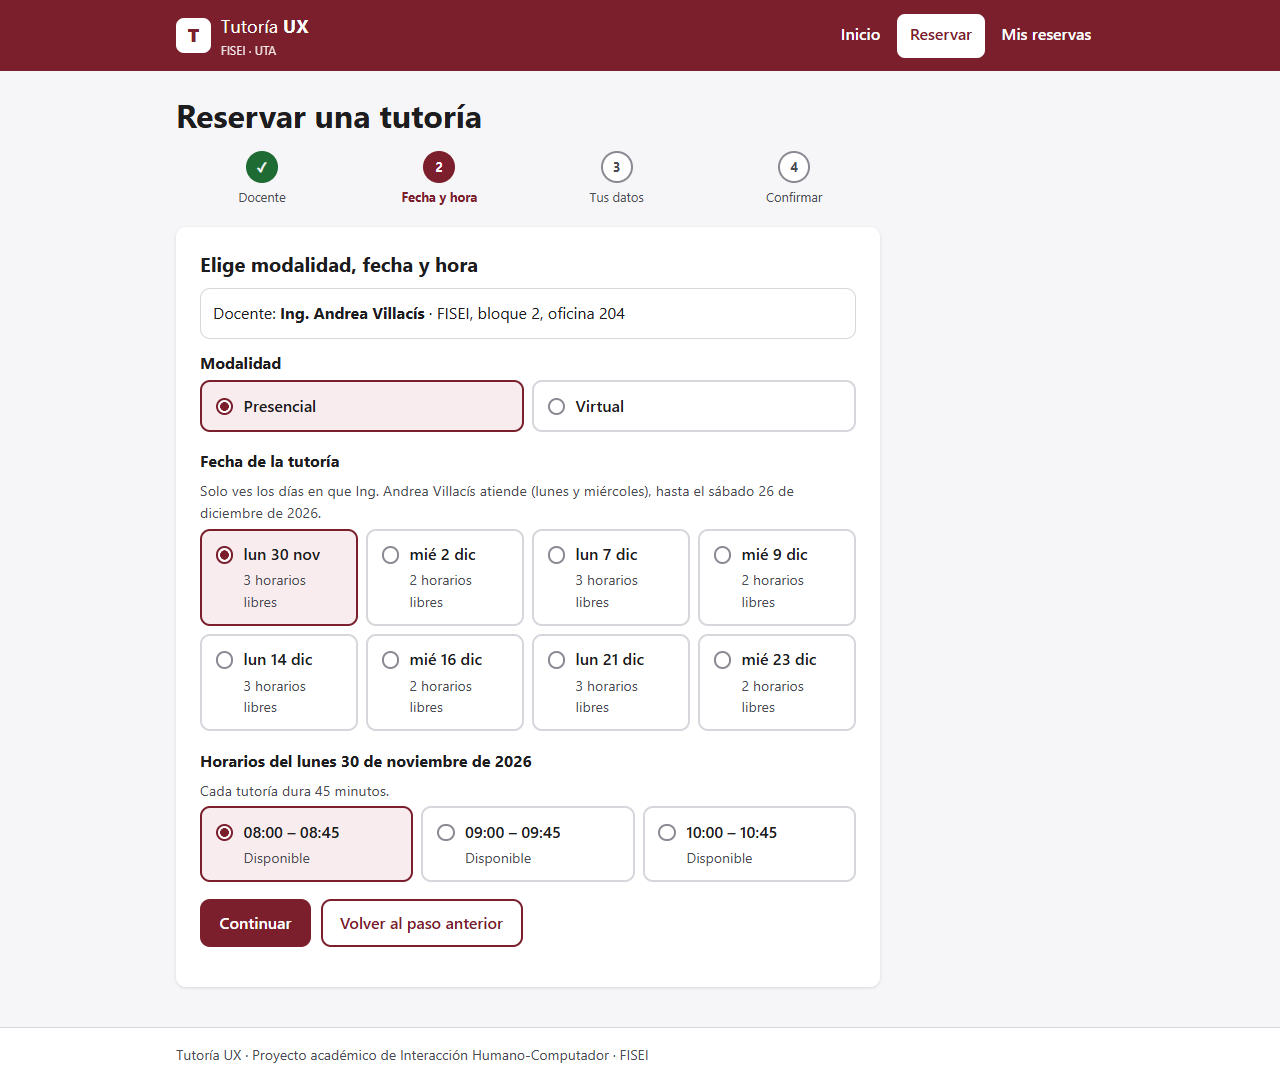 T
Tutoría UX
FISEI · UTA
Inicio
Reservar
Mis reservas
Reservar una tutoría
✓
2
3
4
Docente
Fecha y hora
Tus datos
Confirmar
Elige modalidad, fecha y hora
Docente: Ing. Andrea Villacís · FISEI, bloque 2, oficina 204
Modalidad
Presencial
Virtual
Fecha de la tutoría
Solo ves los días en que Ing. Andrea Villacís atiende (lunes y miércoles), hasta el sábado 26 de
diciembre de 2026.
lun 30 nov
3 horarios
libres
mié 2 dic
2 horarios
libres
lun 7 dic
3 horarios
libres
mié 9 dic
2 horarios
libres
lun 14 dic
3 horarios
libres
mié 16 dic
2 horarios
libres
lun 21 dic
3 horarios
libres
mié 23 dic
2 horarios
libres
Horarios del lunes 30 de noviembre de 2026
Cada tutoría dura 45 minutos.
08:00 – 08:45
Disponible
09:00 – 09:45
Disponible
10:00 – 10:45
Disponible
Continuar
Volver al paso anterior
Tutoría UX · Proyecto académico de Interacción Humano-Computador · FISEI